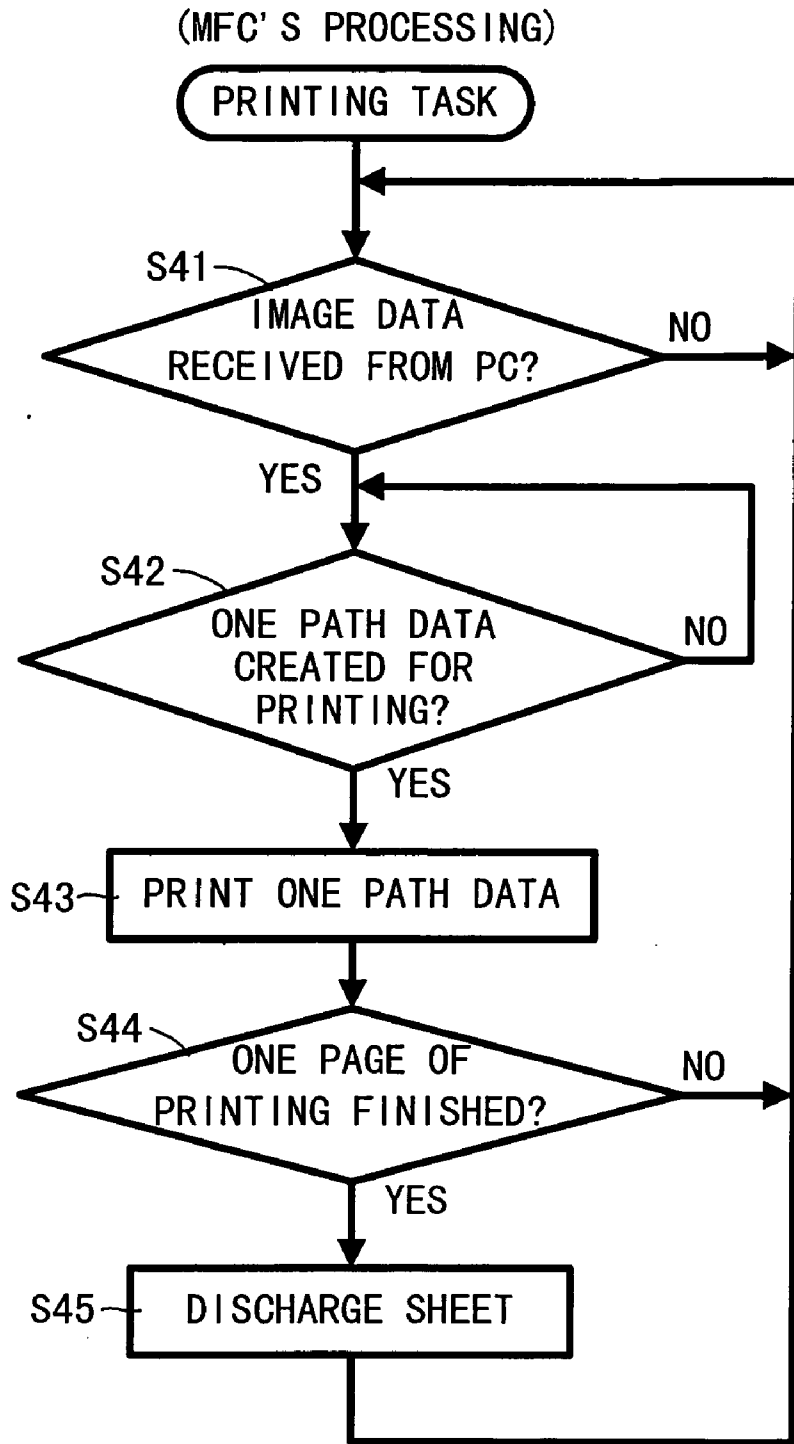 (MFC'S PROCESSING)
PRINTING TASK
S41
IMAGE DATA
RECEIVED FROM PC?
NO
YES
S42
ONE PATH DATA
CREATED FOR
PRINTING?
NO
YES
S43
PRINT ONE PATH DATA
S44
ONE PAGE OF
PRINTING FINISHED?
NO
YES
S45
DISCHARGE SHEET